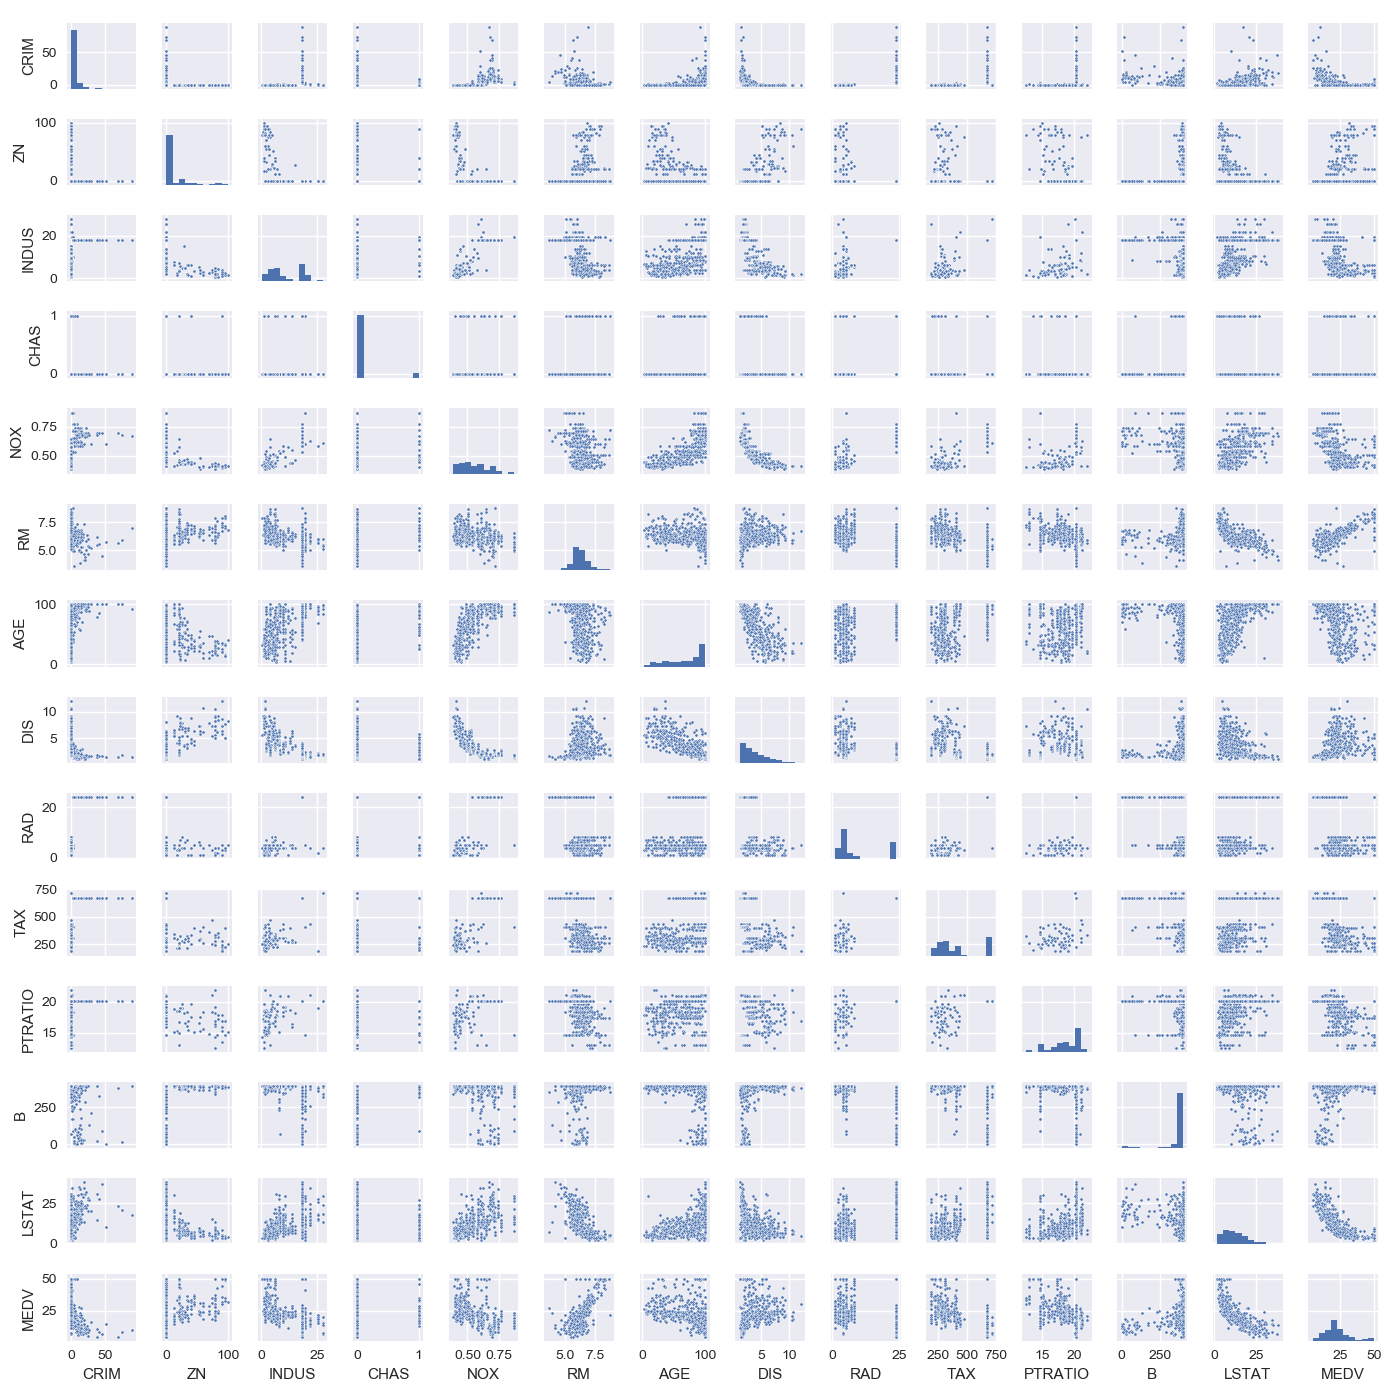 CRIM
50
0
ZN
100
0
INDUS
20
0
CHAS
1
0
NOX
0.75
0.50
RM
7.5
5.0
AGE
100
0
DIS
10
5
RAD
20
0
TAX
750
500
250
PTRATIO
20
15
B
250
0
LSTAT
25
0
MEDV
50
25
0 50 0 100 0 25 0 1 0.50 0.75 5.0 7.5 0 100 5 10 0 25 250 500 750 15 20 0 250 0 25 25 50
CRIM ZN INDUS CHAS NOX RM AGE DIS RAD TAX PTRATIO B LSTAT MEDV